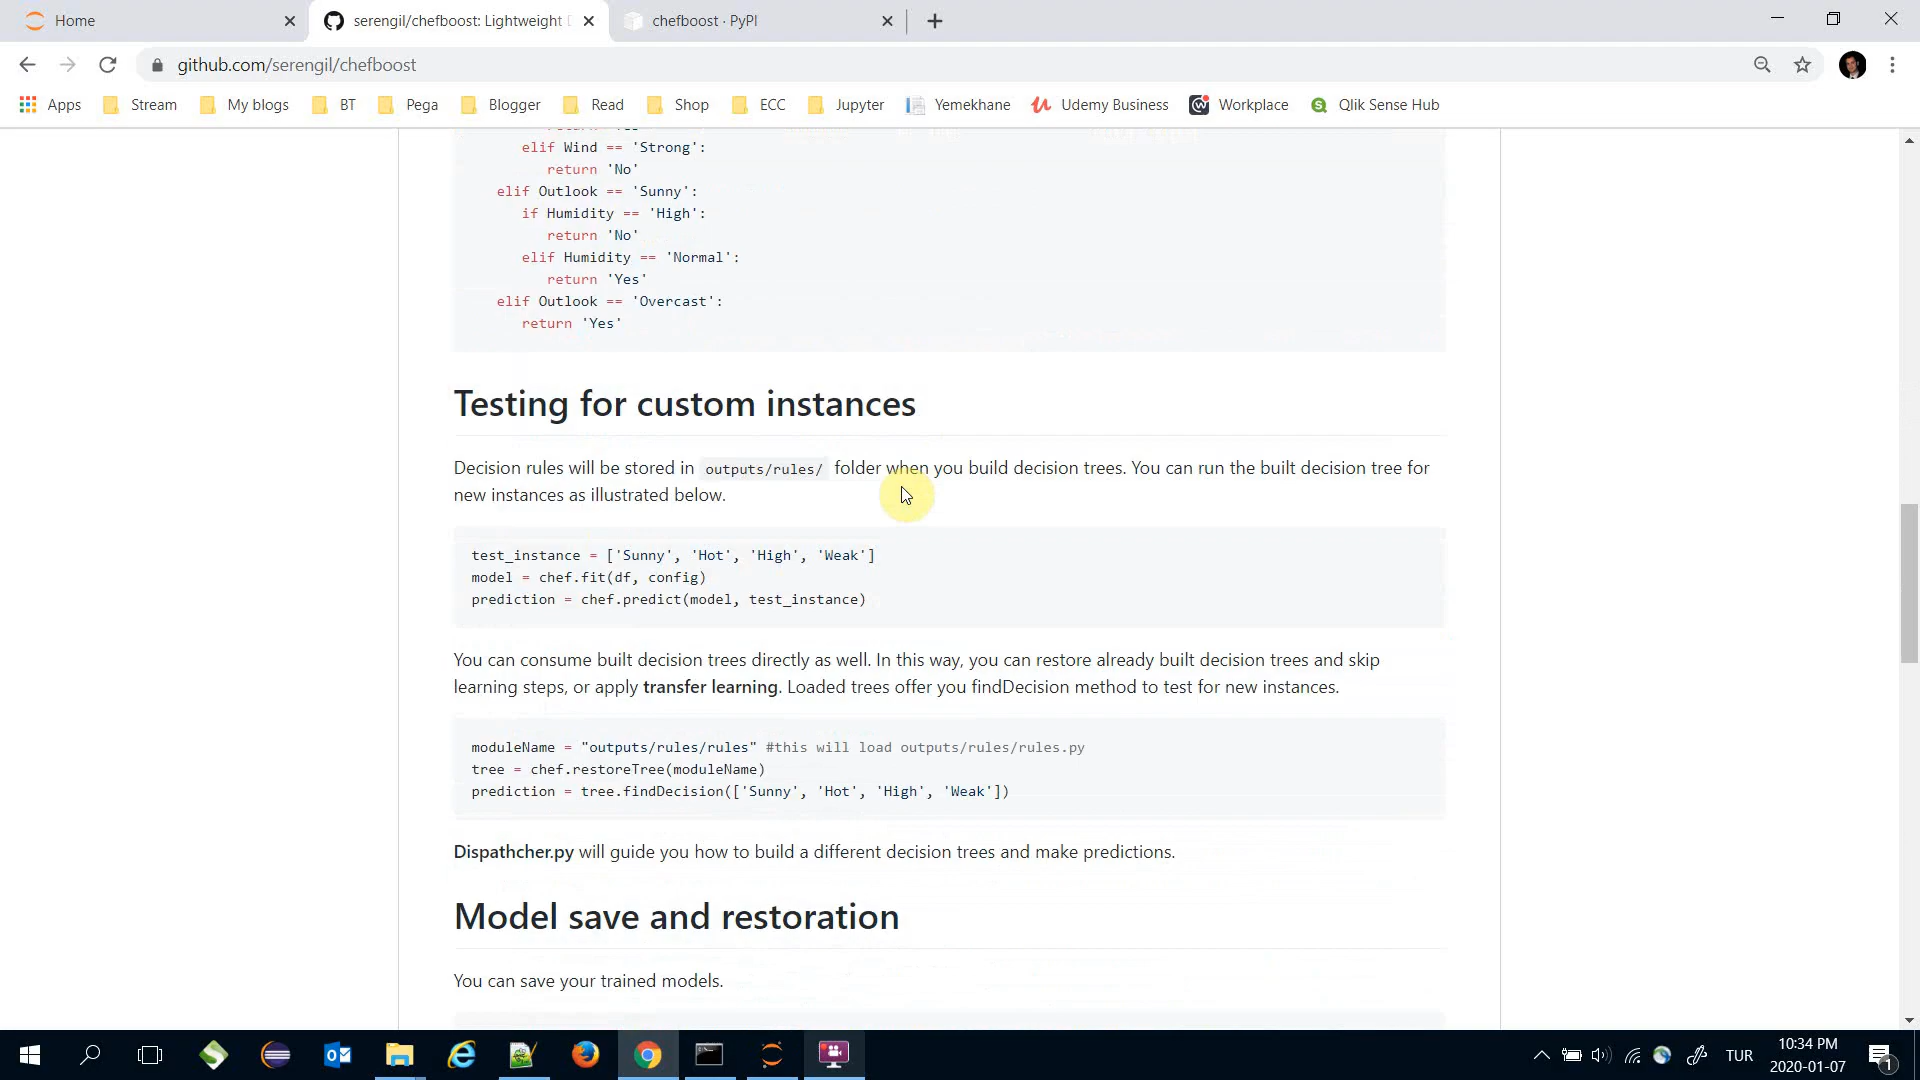 Home
serengil/chefboost: Lightweight
chefboost · PyPI
github.com/serengil/chefboost
Apps
Stream
My blogs
BT
Pega
Blogger
Read
Shop
ECC
Jupyter
Yemekhane
Udemy Business
Workplace
Qlik Sense Hub
elif Wind == 'Strong':
return 'No'
elif Outlook == 'Sunny':
if Humidity == 'High':
return 'No'
elif Humidity == 'Normal':
return 'Yes'
elif Outlook == 'Overcast':
return 'Yes'
Testing for custom instances
Decision rules will be stored in outputs/rules/ folder when you build decision trees. You can run the built decision tree for
new instances as illustrated below.
test_instance = ['Sunny', 'Hot', 'High', 'Weak']
model = chef.fit(df, config)
prediction = chef.predict(model, test_instance)
You can consume built decision trees directly as well. In this way, you can restore already built decision trees and skip
learning steps, or apply transfer learning. Loaded trees offer you findDecision method to test for new instances.
moduleName = "outputs/rules/rules" #this will load outputs/rules/rules.py
tree = chef.restoreTree(moduleName)
prediction = tree.findDecision(['Sunny', 'Hot', 'High', 'Weak'])
Dispathcher.py will guide you how to build a different decision trees and make predictions.
Model save and restoration
You can save your trained models.
TUR
10:34 PM
2020-01-07
1